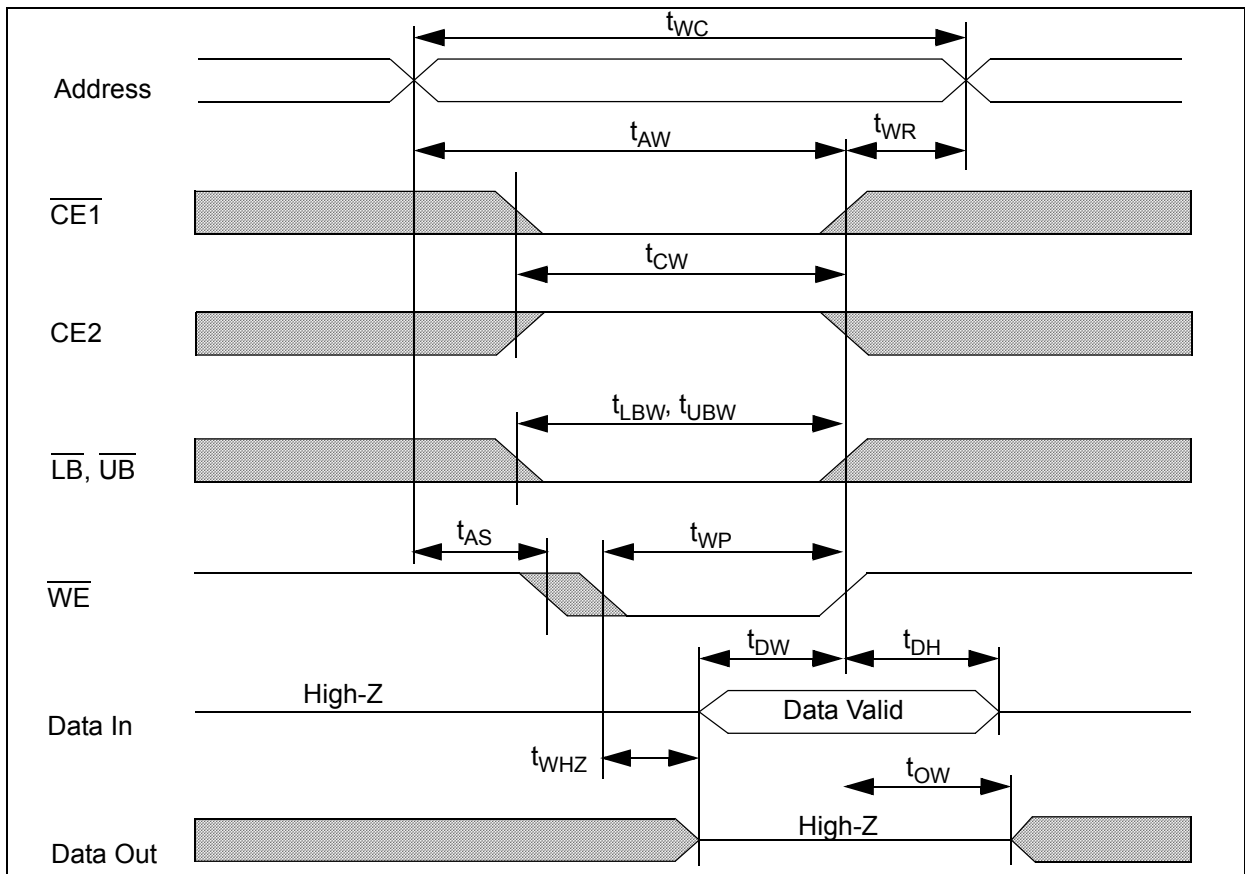 tWC
Address
tAW
tWR
CE1
tCW
CE2
tLBW, tUBW
LB, UB
tAS
tWP
WE
tDW
tDH
High-Z
Data In
Data Valid
tWHZ
tOW
High-Z
Data Out